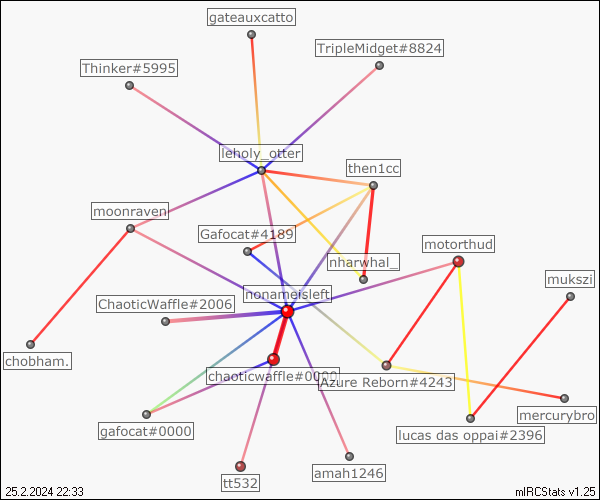 gateauxcatto
TripleMidget#8824
Thinker#5995
leholy_otter
then1cc
moonraven
Gafocat#4189
motorthud
nharwhal_
mukszi
nonameisleft
ChaoticWaffle#2006
chobham.
chaoticwaffle#0000
Azure Reborn#4243
mercurybro
gafocat#0000
lucas das oppai#2396
amah1246
tt532
25.2.2024 22:33
mIRCStats v1.25